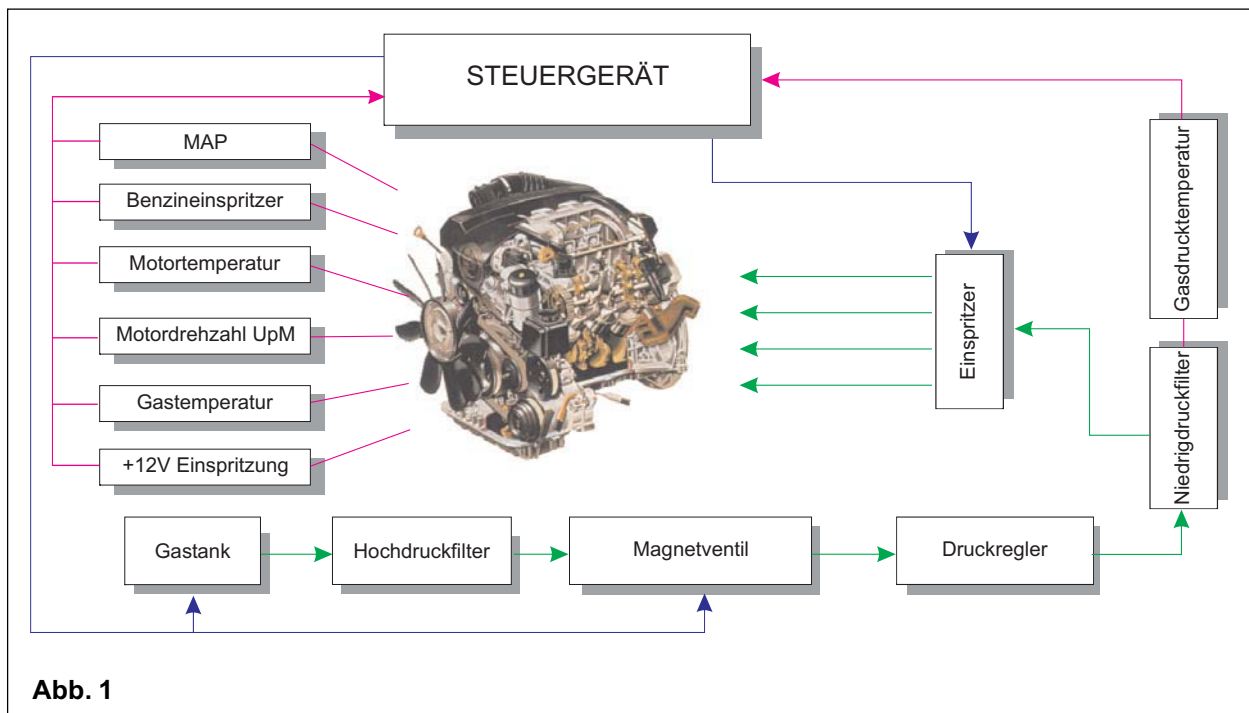 STEUERGERÄT
MAP
Benzineinspritzer
Motortemperatur
Motordrehzahl UpM
Gastemperatur
+12V Einspritzung
Einspritzer
Gasdrucktemperatur
Niedrigdruckfilter
Gastank
Hochdruckfilter
Magnetventil
Druckregler
Abb. 1